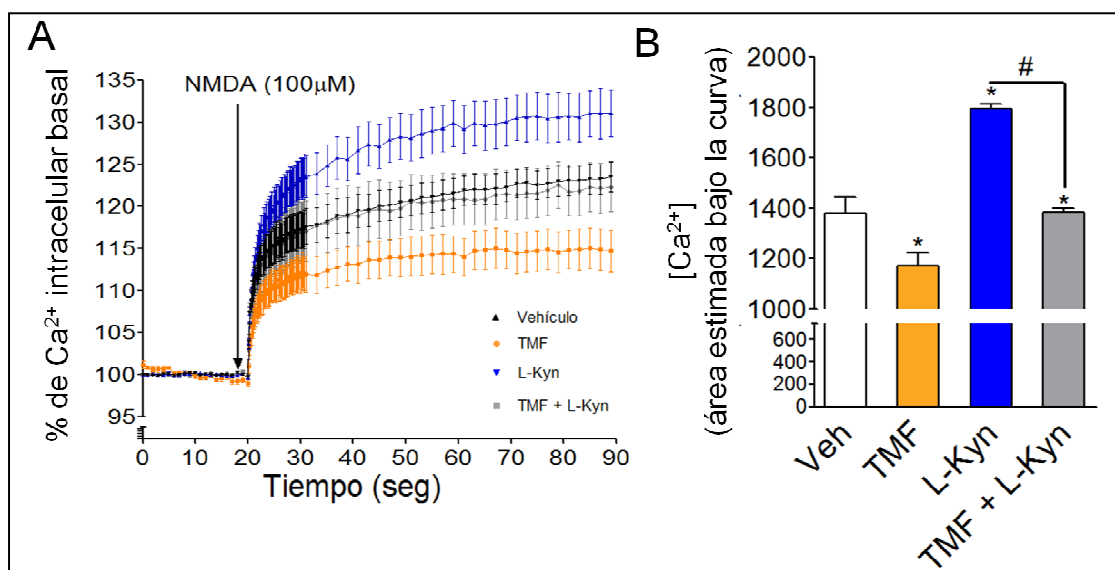 A
% de Ca²⁺ intracelular basal
135
130
125
120
115
110
105
100
95
NMDA (100μM)
Vehículo
TMF
L-Kyn
TMF + L-Kyn
0
10
20
30
40
50
60
70
80
90
Tiempo (seg)
B
[Ca²⁺]
(área estimada bajo la curva)
2000
1800
1600
1400
1200
1000
800
600
400
200
0
*
*
#
*
Veh
TMF
L-Kyn
TMF + L-Kyn